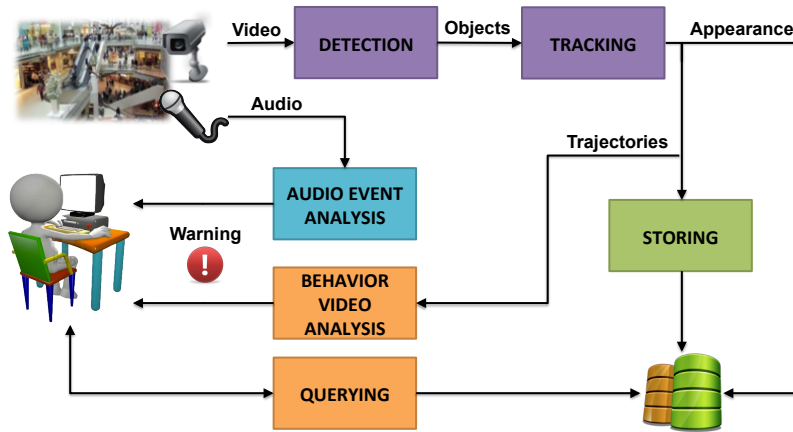 Video
DETECTION
Objects
TRACKING
Appearance
Audio
Trajectories
AUDIO EVENT
ANALYSIS
STORING
Warning
!
BEHAVIOR
VIDEO
ANALYSIS
QUERYING